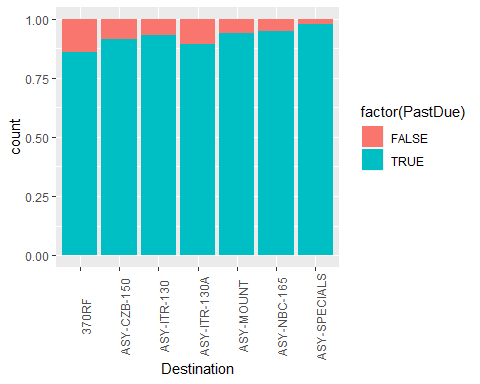 1.00
0.75
0.50
0.25
0.00
count
370RF
ASY-CZB-150
ASY-ITR-130
ASY-ITR-130A
ASY-MOUNT
ASY-NBC-165
ASY-SPECIALS
Destination
factor(PastDue)
FALSE
TRUE